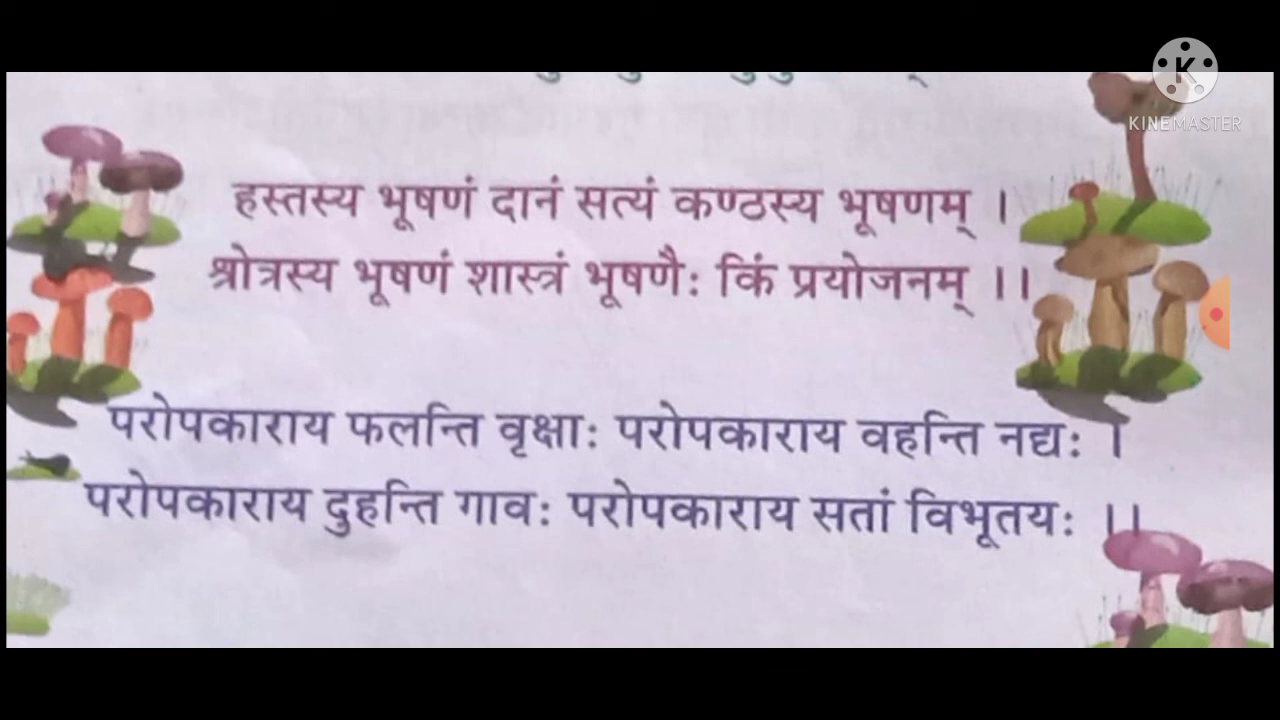 KINEMASTER
हस्तस्य भूषणं दानं सत्यं कण्ठस्य भूषणम् ।
श्रोत्रस्य भूषणं शास्त्रं भूषणैः किं प्रयोजनम् ।।
परोपकाराय फलन्ति वृक्षाः परोपकाराय वहन्ति नद्यः ।
परोपकाराय दुहन्ति गावः परोपकाराय सतां विभूतयः ।।